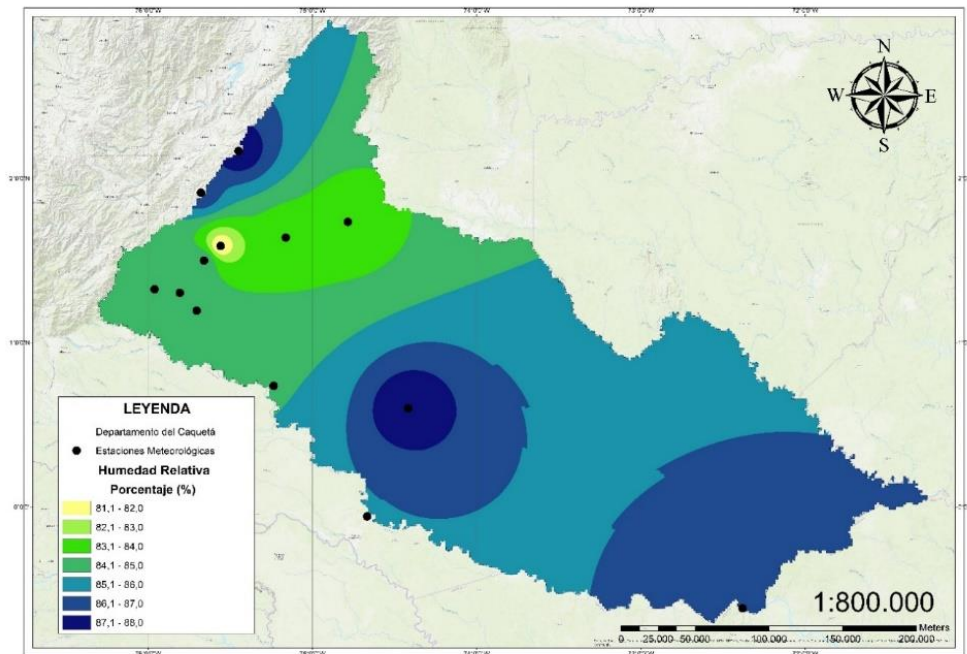 N
W E
S
LEYENDA
Departamento del Caquetá
Estaciones Meteorológicas
Humedad Relativa
Porcentaje (%)
81,1 - 82,0
82,1 - 83,0
83,1 - 84,0
84,1 - 85,0
85,1 - 86,0
86,1 - 87,0
87,1 - 88,0
1:800.000
Meters
0 25,000 50,000 100,000 150,000 200,000